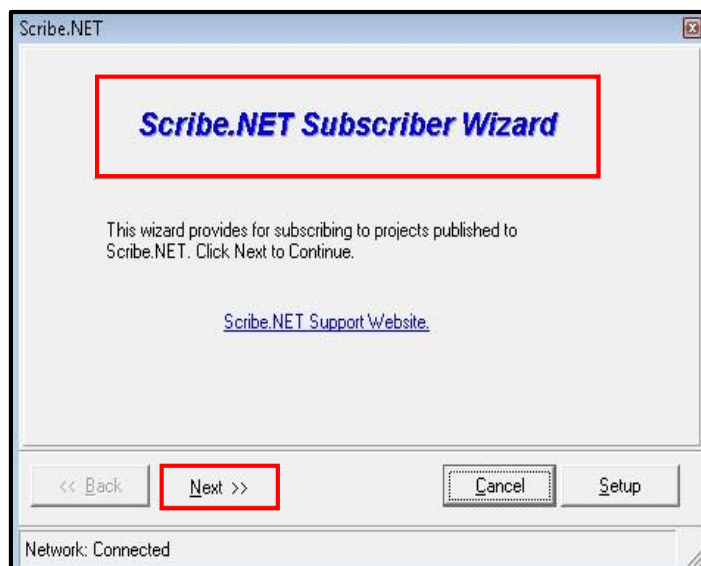 Scribe.NET
Scribe.NET Subscriber Wizard
This wizard provides for subscribing to projects published to
Scribe.NET. Click Next to Continue.
Scribe.NET Support Website.
<< Back Next >> Cancel Setup
Network: Connected